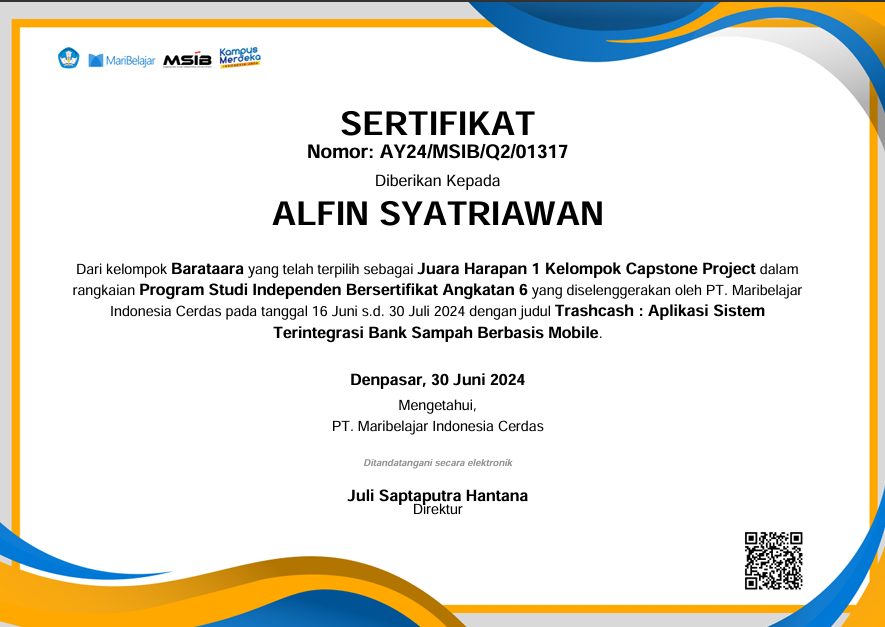 MariBelajar
MSIB
Kampus
Merdeka
INDONESIA JAYA
SERTIFIKAT
Nomor: AY24/MSIB/Q2/01317
Diberikan Kepada
ALFIN SYATRIAWAN
Dari kelompok Barataara yang telah terpilih sebagai Juara Harapan 1 Kelompok Capstone Project dalam
rangkaian Program Studi Independen Bersertifikat Angkatan 6 yang diselenggerakan oleh PT. Maribelajar
Indonesia Cerdas pada tanggal 16 Juni s.d. 30 Juli 2024 dengan judul Trashcash : Aplikasi Sistem
Terintegrasi Bank Sampah Berbasis Mobile.
Denpasar, 30 Juni 2024
Mengetahui,
PT. Maribelajar Indonesia Cerdas
Ditandatangani secara elektronik
Juli Saptaputra Hantana
Direktur